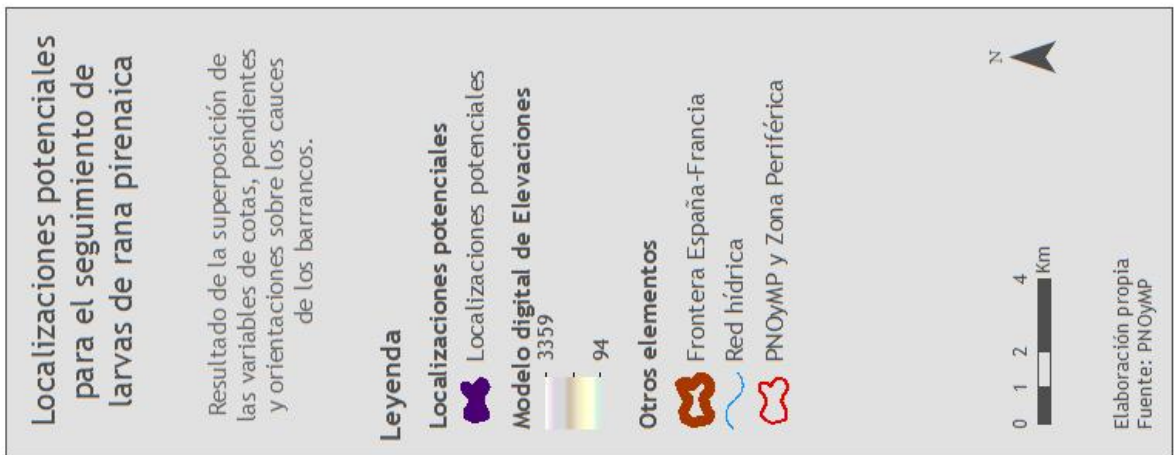 Localizaciones potenciales
para el seguimiento de
larvas de rana pirenaica
Resultado de la superposición de
las variables de cotas, pendientes
y orientaciones sobre los cauces
de los barrancos.
Leyenda
Localizaciones potenciales
Localizaciones potenciales
Modelo digital de Elevaciones
3359
94
Otros elementos
Frontera España-Francia
Red hídrica
PNOyMP y Zona Periférica
N
0 1 2 4
Km
Elaboración propia
Fuente: PNOyMP